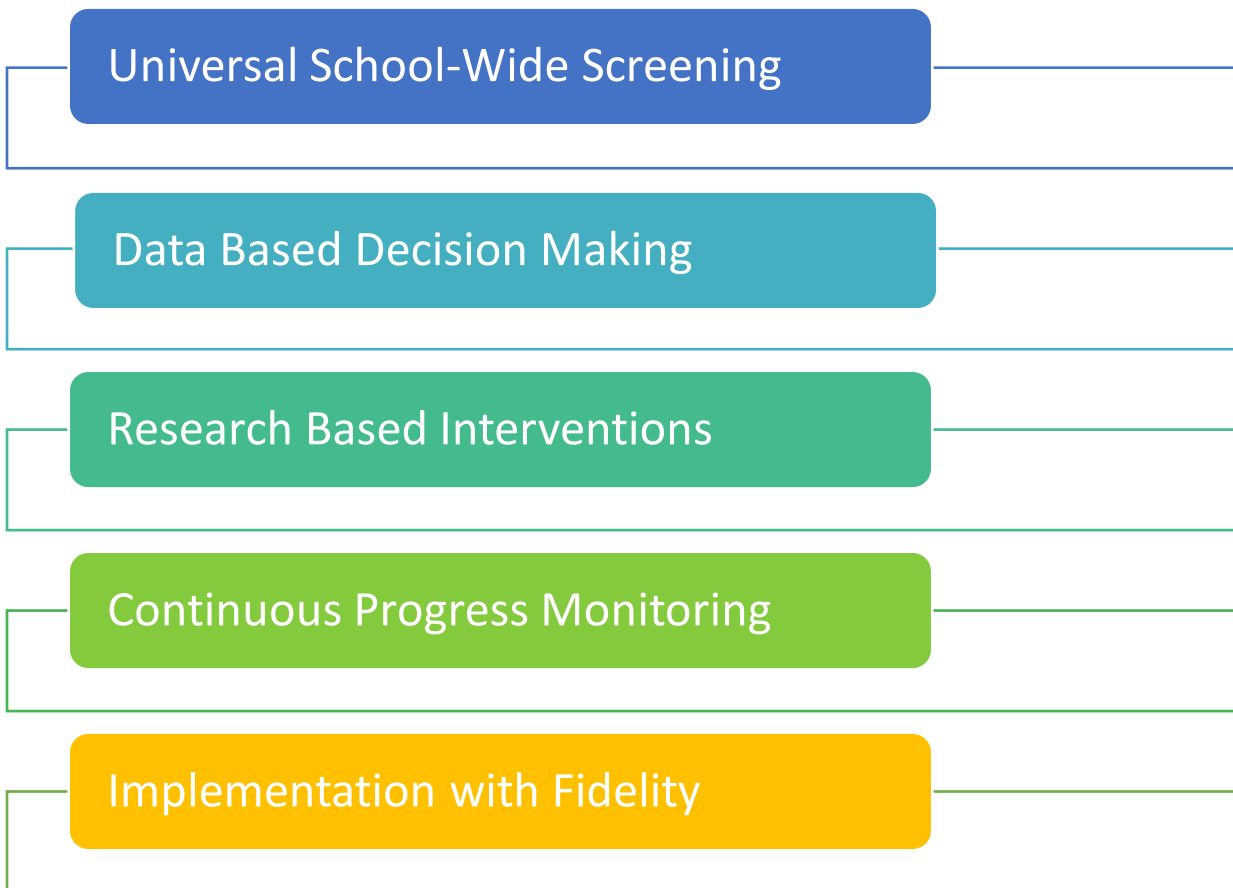 Universal School-Wide Screening
Data Based Decision Making
Research Based Interventions
Continuous Progress Monitoring
Implementation with Fidelity